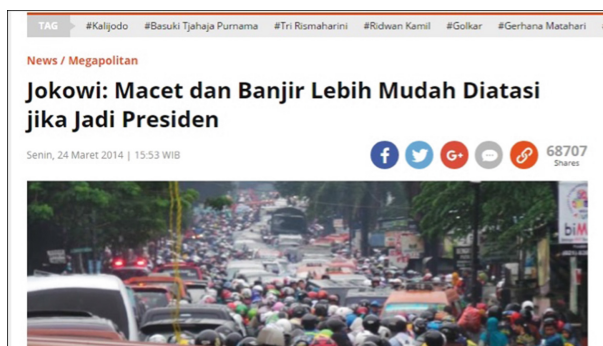 TAG #Kalijodo #Basuki Tjahaja Purnama #Tri Rismaharini #Ridwan Kamil #Golkar #Gerhana Matahari
News / Megapolitan
Jokowi: Macet dan Banjir Lebih Mudah Diatasi
jika Jadi Presiden
Senin, 24 Maret 2014 | 15:53 WIB
f G+ 68707
Shares